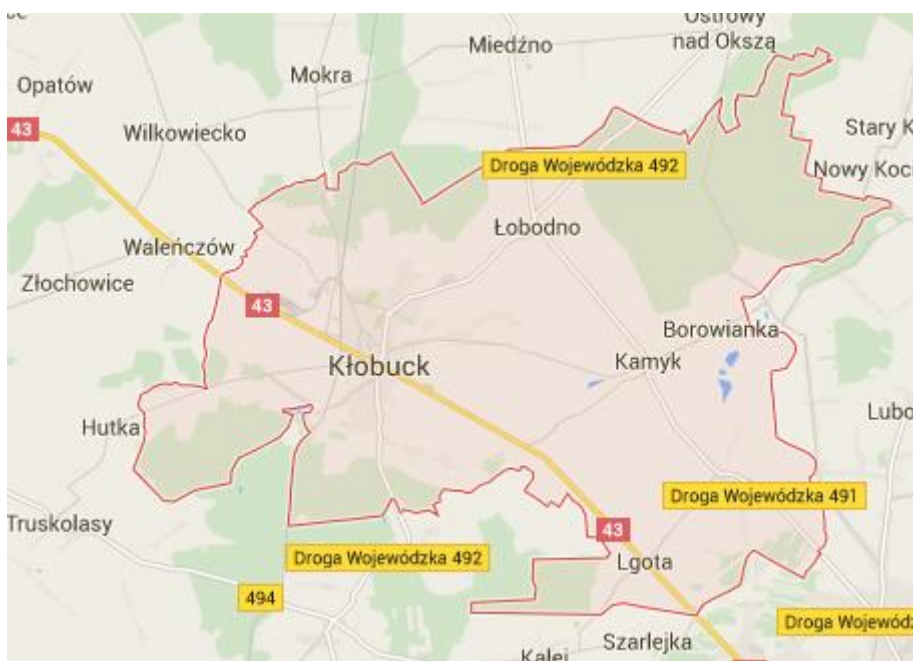 Ostrowy
nad Okszą
Miedźno
Mokra
Opatów
43
Wilkowiecko
Stary K
Droga Wojewódzka 492
Nowy Koci
Łobodno
Waleńczów
Złochowice
43
Borowianka
Kłobuck
Kamyk
Hutka
Lubo
Droga Wojewódzka 491
Truskolasy
43
Droga Wojewódzka 492
Lgota
494
Droga Wojewódz
Szarlejka
Kalej